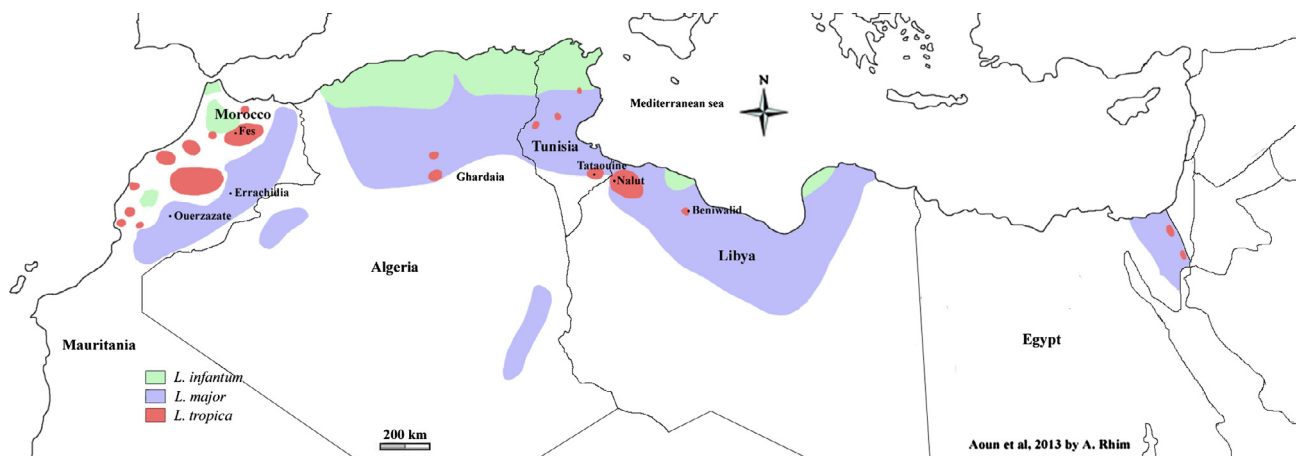 N
Mediterranean sea
Morocco
Fes
Tunisia
Tataouine
Ghardaia
Nalut
Errachidia
Ouerzazate
Beniwalid
Libya
Algeria
Egypt
Mauritania
L. infantum
L. major
L. tropica
200 km
Aoun et al, 2013 by A. Rhim